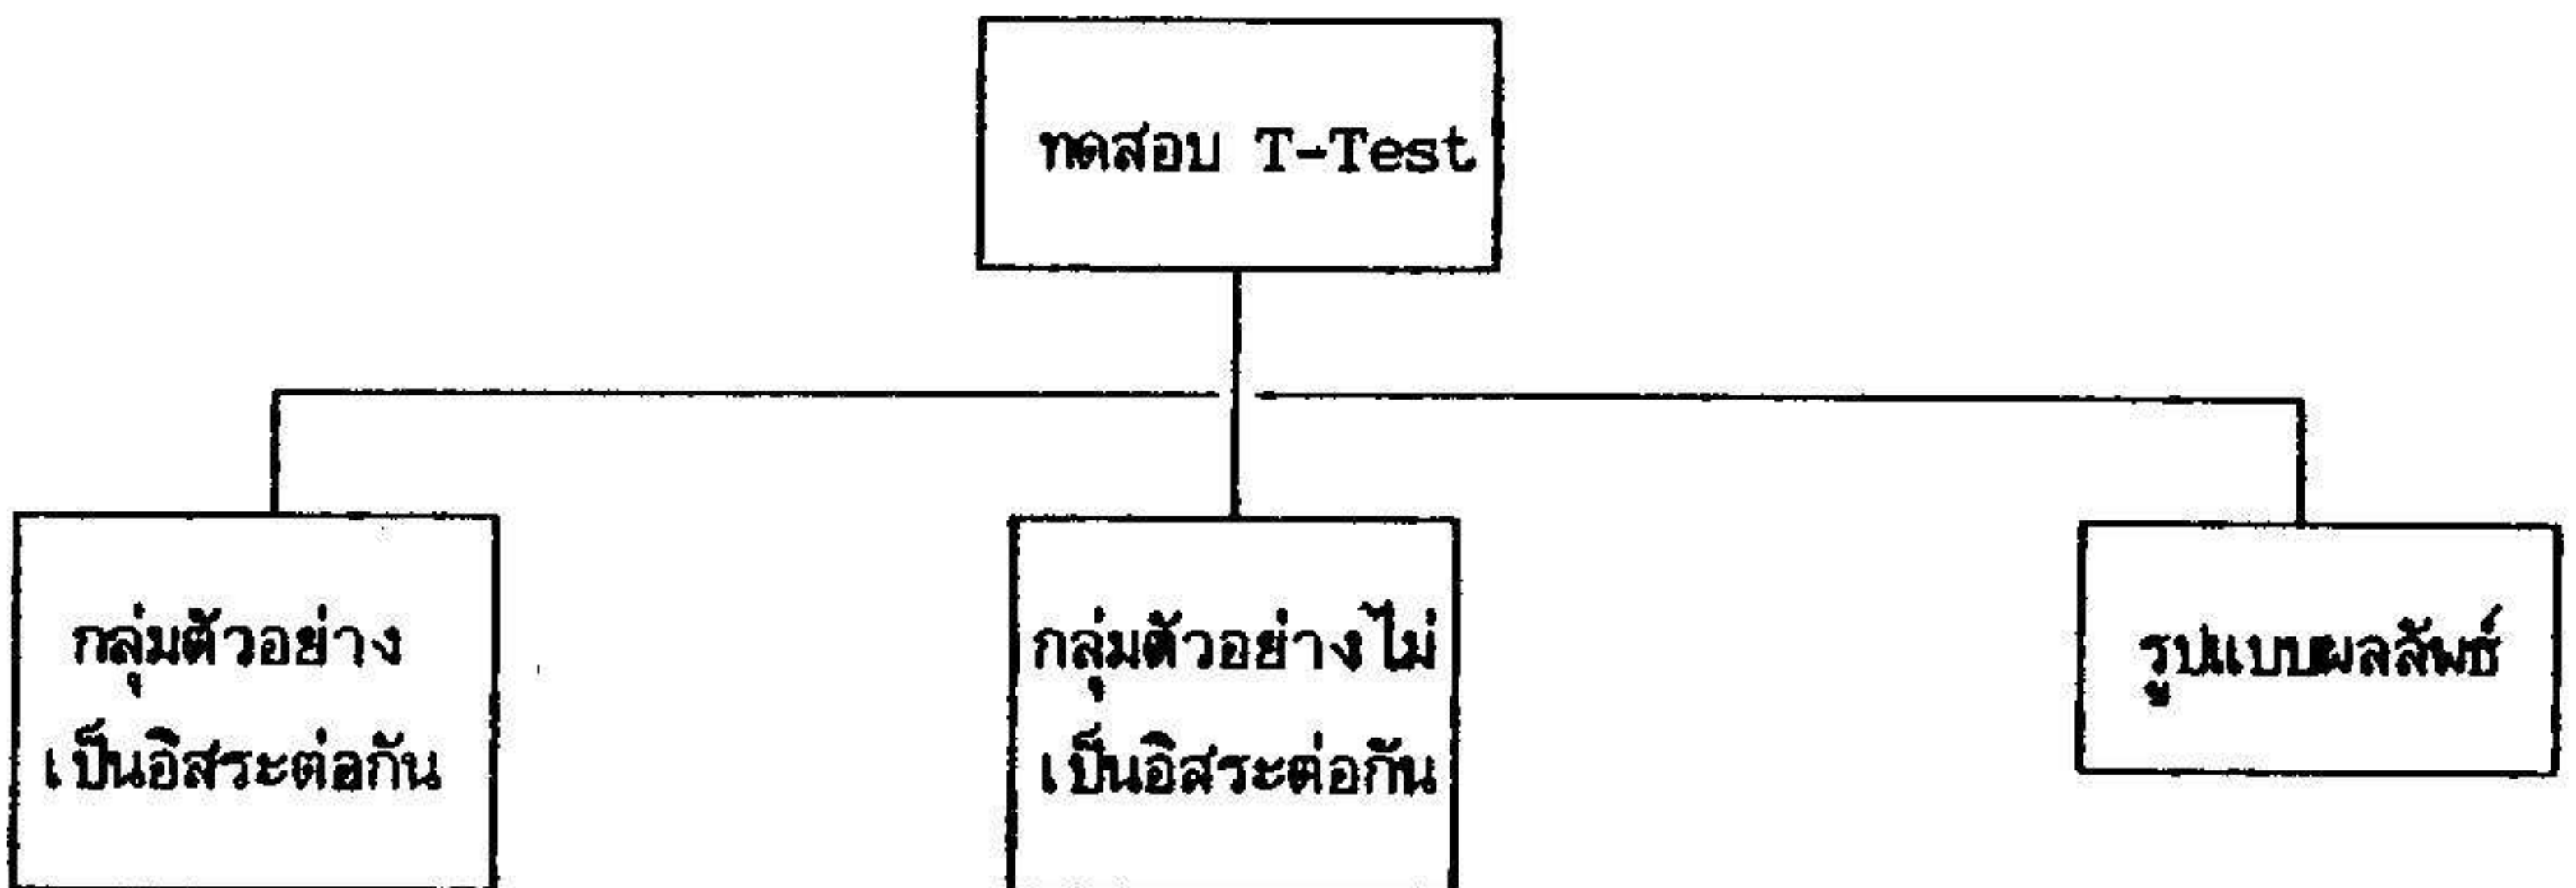 ทดสอบ T-Test
กลุ่มตัวอย่าง
เป็นอิสระต่อกัน
กลุ่มตัวอย่างไม่
เป็นอิสระต่อกัน
รูปแบบผลลัพธ์